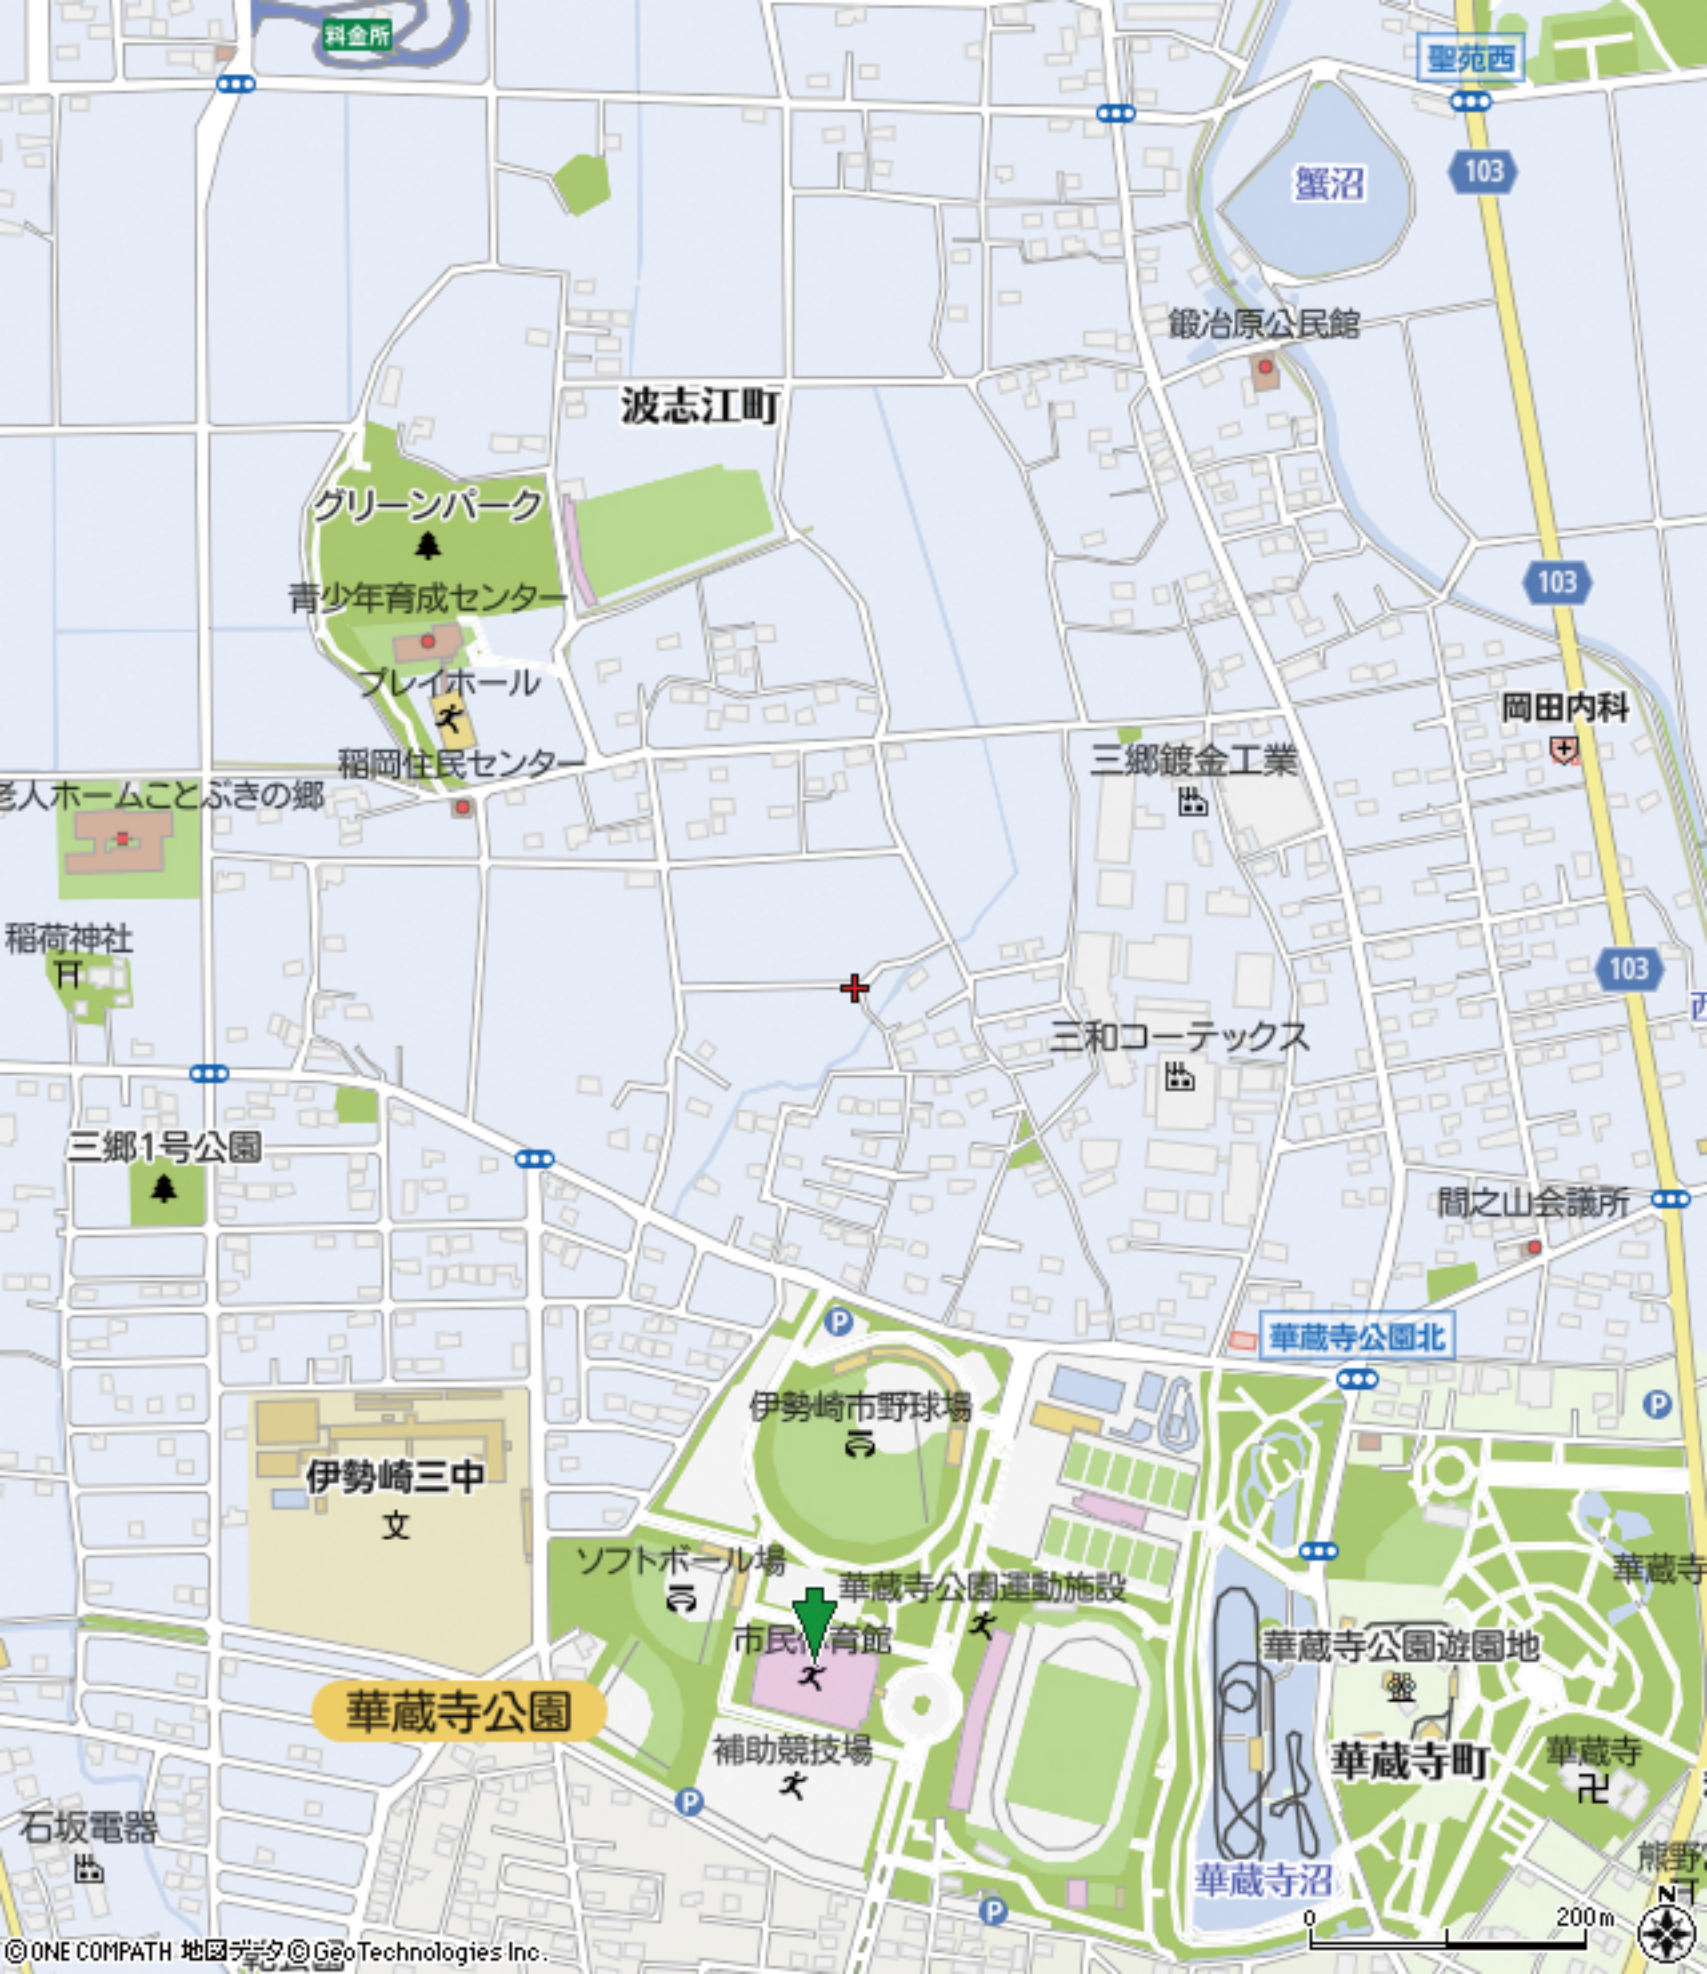 料金所
聖苑西
103
蟹沼
鍛冶原公民館
波志江町
グリーンパーク
103
青少年育成センター
プレイホール
岡田内科
稲岡住民センター
三郷鍍金工業
老人ホームことぶきの郷
稲荷神社
103
西
三和コーテックス
三郷1号公園
間之山会議所
P
華蔵寺公園北
伊勢崎市野球場
P
伊勢崎三中
文
ソフトボール場
華蔵寺公園運動施設
華蔵寺
市民体育館
華蔵寺公園遊園地
華蔵寺公園
補助競技場
華蔵寺町
華蔵寺
P
石坂電器
熊野
華蔵寺沼
P
N
0 200m
©ONE COMPATH 地図データ©GeoTechnologies Inc.